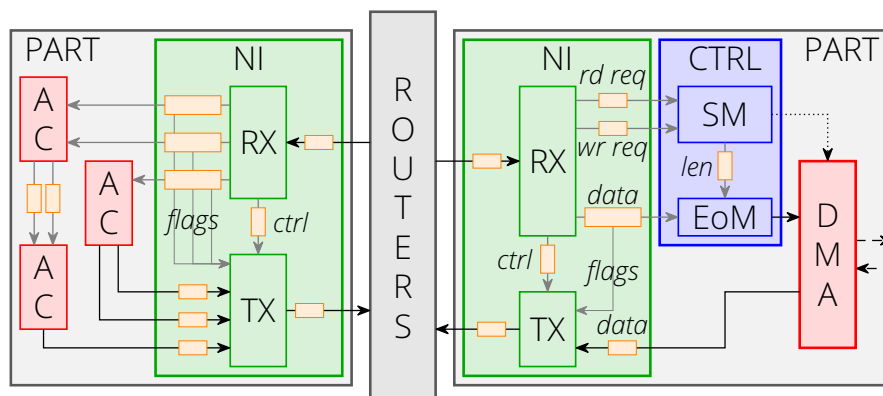 PART
NI
A
C
A
C
A
C
RX
flags
ctrl
TX
R
O
U
T
E
R
S
NI
CTRL
PART
rd req
wr req
RX
SM
len
data
EoM
ctrl
flags
TX
data
D
M
A